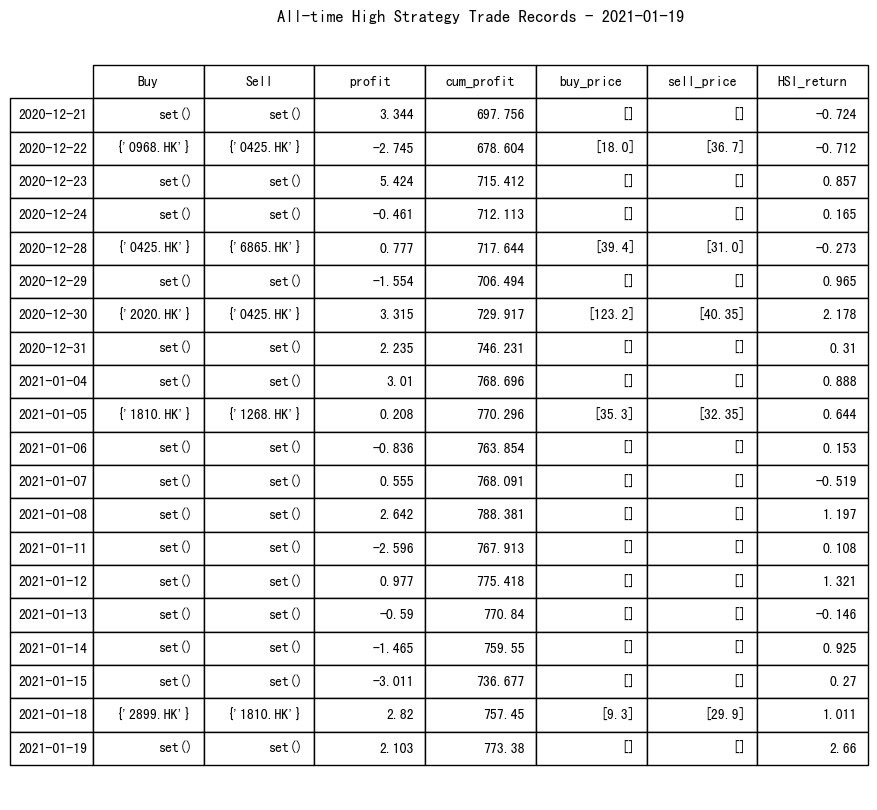 All-time High Strategy Trade Records - 2021-01-19
Buy Sell profit cum_profit buy_price sell_price HSI_return
2020-12-21 set() set() 3.344 697.756 [] [] -0.724
2020-12-22 {'0968.HK'} {'0425.HK'} -2.745 678.604 [18.0] [36.7] -0.712
2020-12-23 set() set() 5.424 715.412 [] [] 0.857
2020-12-24 set() set() -0.461 712.113 [] [] 0.165
2020-12-28 {'0425.HK'} {'6865.HK'} 0.777 717.644 [39.4] [31.0] -0.273
2020-12-29 set() set() -1.554 706.494 [] [] 0.965
2020-12-30 {'2020.HK'} {'0425.HK'} 3.315 729.917 [123.2] [40.35] 2.178
2020-12-31 set() set() 2.235 746.231 [] [] 0.31
2021-01-04 set() set() 3.01 768.696 [] [] 0.888
2021-01-05 {'1810.HK'} {'1268.HK'} 0.208 770.296 [35.3] [32.35] 0.644
2021-01-06 set() set() -0.836 763.854 [] [] 0.153
2021-01-07 set() set() 0.555 768.091 [] [] -0.519
2021-01-08 set() set() 2.642 788.381 [] [] 1.197
2021-01-11 set() set() -2.596 767.913 [] [] 0.108
2021-01-12 set() set() 0.977 775.418 [] [] 1.321
2021-01-13 set() set() -0.59 770.84 [] [] -0.146
2021-01-14 set() set() -1.465 759.55 [] [] 0.925
2021-01-15 set() set() -3.011 736.677 [] [] 0.27
2021-01-18 {'2899.HK'} {'1810.HK'} 2.82 757.45 [9.3] [29.9] 1.011
2021-01-19 set() set() 2.103 773.38 [] [] 2.66